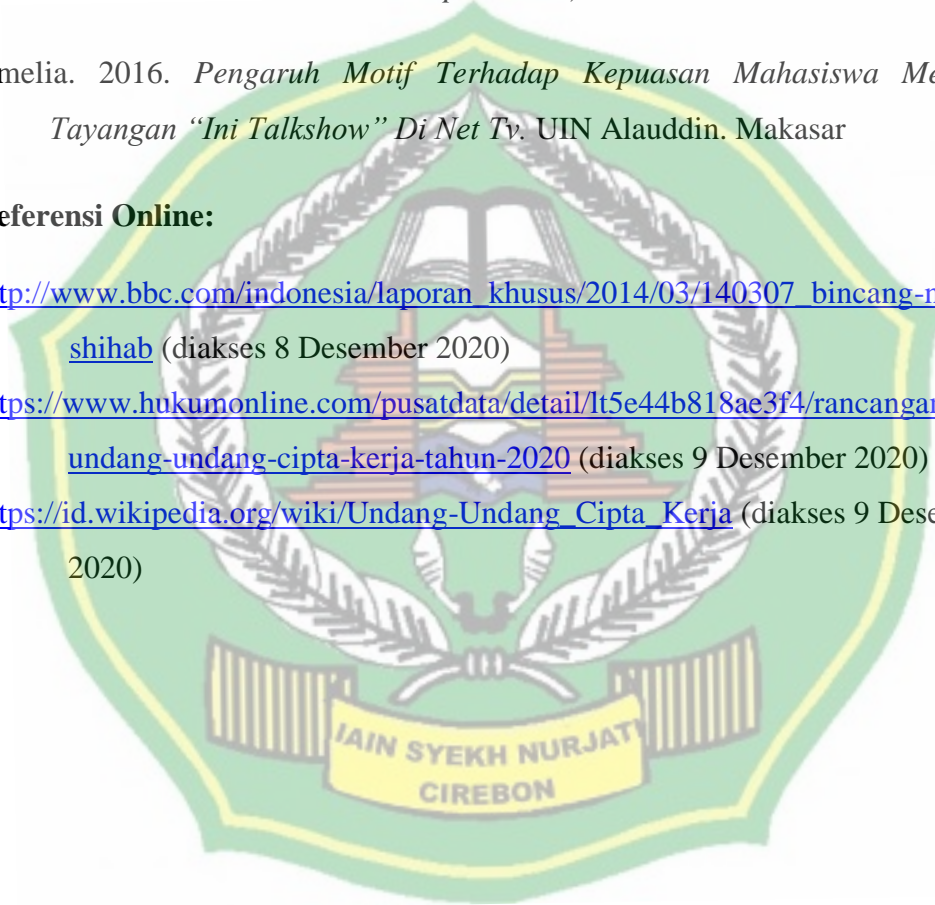 melia. 2016. Pengaruh Motif Terhadap Kepuasan Mahasiswa Me
Tayangan “Ini Talkshow” Di Net Tv. UIN Alauddin. Makasar
eferensi Online:
tp://www.bbc.com/indonesia/laporan_khusus/2014/03/140307_bincang-n
shihab (diakses 8 Desember 2020)
tps://www.hukumonline.com/pusatdata/detail/lt5e44b818ae3f4/rancangan
undang-undang-cipta-kerja-tahun-2020 (diakses 9 Desember 2020)
tps://id.wikipedia.org/wiki/Undang-Undang_Cipta_Kerja (diakses 9 Dese
2020)
IAIN SYEKH NURJATI
CIREBON